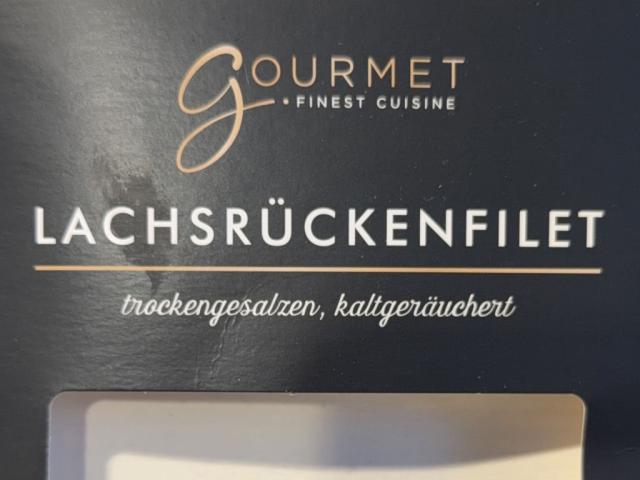 gOURMET
• FINEST CUISINE
LACHSRÜCKENFILET
trockengesalzen, kaltgeräuchert